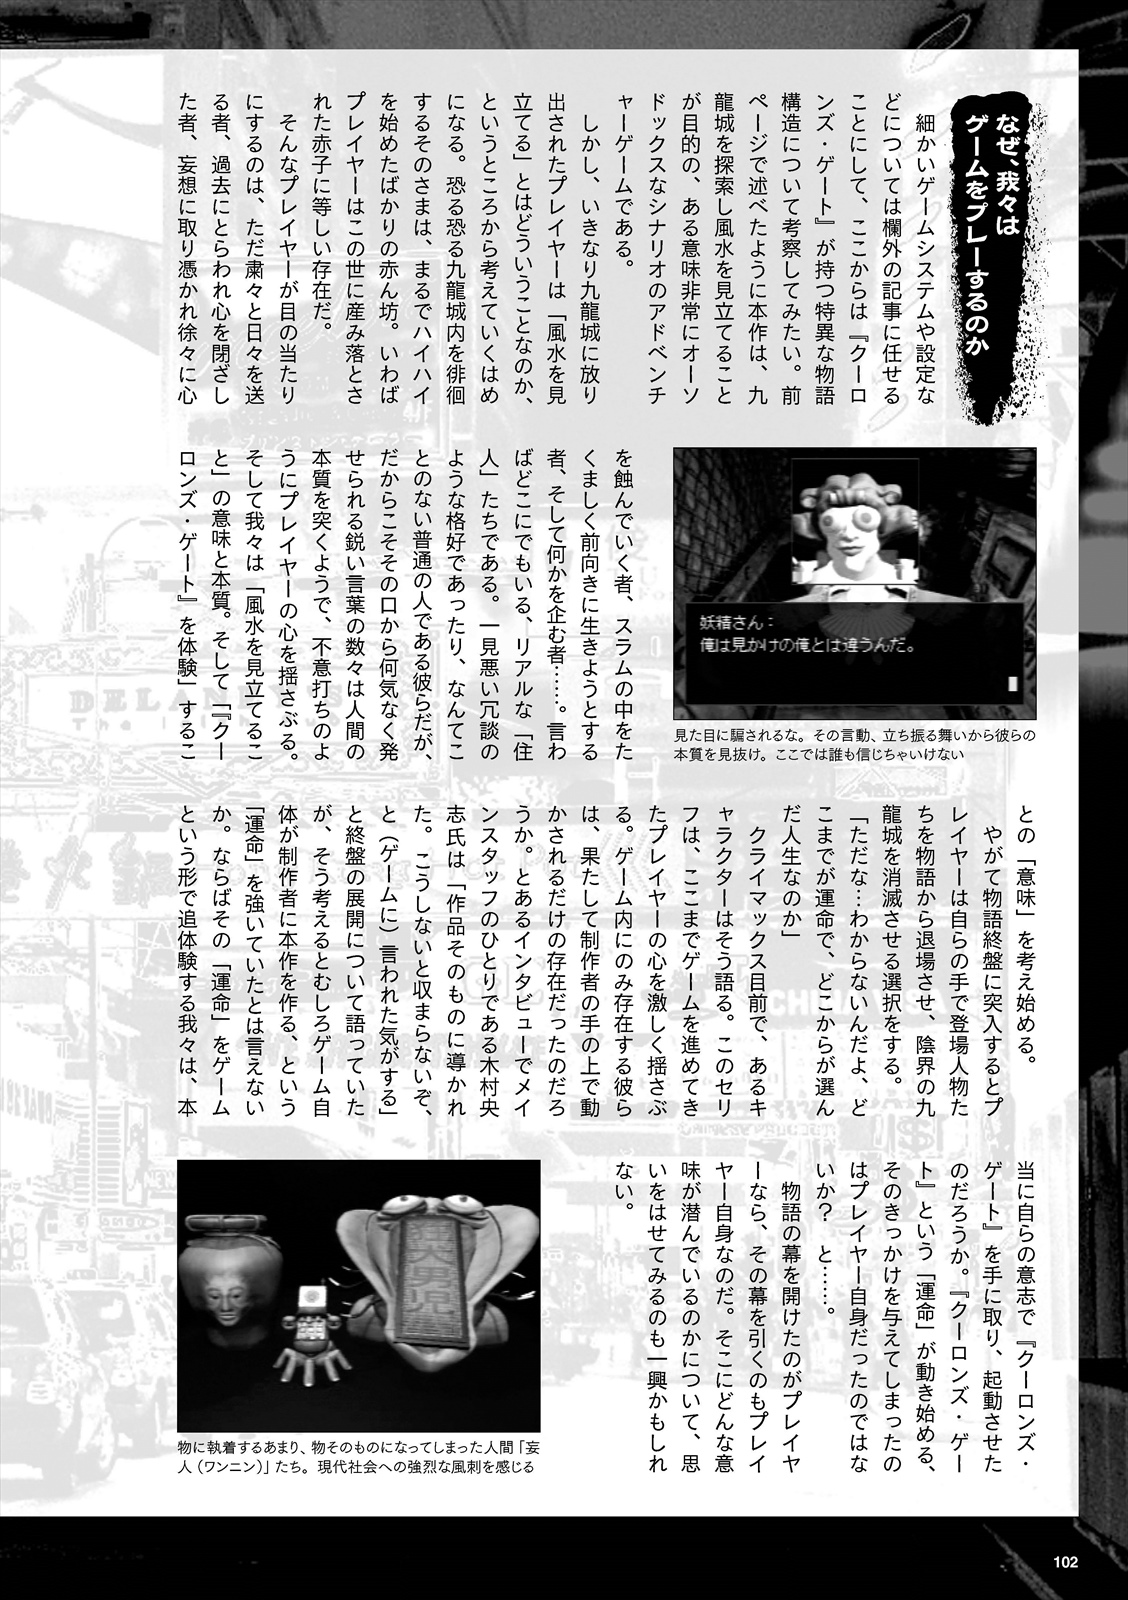 なぜ、我々は
ゲームをプレーするのか
　細かいゲームシステムや設定な
どについては欄外の記事に任せる
ことにして、ここからは『クーロ
ンズ・ゲート』が持つ特異な物語
構造について考察してみたい。前
ページで述べたように本作は、九
龍城を探索し風水を見立てること
が目的の、ある意味非常にオーソ
ドックスなシナリオのアドベンチ
ャーゲームである。
　しかし、いきなり九龍城に放り
出されたプレイヤーは「風水を見
立てる」とはどういうことなのか、
というところから考えていくはめ
になる。恐る恐る九龍城内を徘徊
するそのさまは、まるでハイハイ
を始めたばかりの赤ん坊。いわば
プレイヤーはこの世に産み落とさ
れた赤子に等しい存在だ。
　そんなプレイヤーが目の当たり
にするのは、ただ粛々と日々を送
る者、過去にとらわれ心を閉ざし
た者、妄想に取り憑かれ徐々に心
妖精さん：
俺は見かけの俺とは違うんだ。
見た目に騙されるな。その言動、立ち振る舞いから彼らの
本質を見抜け。ここでは誰も信じちゃいけない
を蝕んでいく者、スラムの中をた
くましく前向きに生きようとする
者、そして何かを企む者……。言わ
ばどこにでもいる、リアルな「住
人」たちである。一見悪い冗談の
ような格好であったり、なんてこ
とのない普通の人である彼らだが、
だからこそその口から何気なく発
せられる鋭い言葉の数々は人間の
本質を突くようで、不意打ちのよ
うにプレイヤーの心を揺さぶる。
そして我々は「風水を見立てるこ
と」の意味と本質。そして「『クー
ロンズ・ゲート』を体験」するこ
との「意味」を考え始める。
　やがて物語終盤に突入するとプ
レイヤーは自らの手で登場人物た
ちを物語から退場させ、陰界の九
龍城を消滅させる選択をする。
「ただな…わからないんだよ、ど
こまでが運命で、どこからが選ん
だ人生なのか」
　クライマックス目前で、あるキ
ャラクターはそう語る。このセリ
フは、ここまでゲームを進めてき
たプレイヤーの心を激しく揺さぶ
る。ゲーム内にのみ存在する彼ら
は、果たして制作者の手の上で動
かされるだけの存在だったのだろ
うか。とあるインタビューでメイ
ンスタッフのひとりである木村央
志氏は「作品そのものに導かれ
た。こうしないと収まらないぞ、
と（ゲームに）言われた気がする」
と終盤の展開について語っていた
が、そう考えるとむしろゲーム自
体が制作者に本作を作る、という
「運命」を強いていたとは言えない
か。ならばその「運命」をゲーム
という形で追体験する我々は、本
当に自らの意志で『クーロンズ・
ゲート』を手に取り、起動させた
のだろうか。『クーロンズ・ゲー
ト』という「運命」が動き始める、
そのきっかけを与えてしまったの
はプレイヤー自身だったのではな
いか？　と……。
　物語の幕を開けたのがプレイヤ
ーなら、その幕を引くのもプレイ
ヤー自身なのだ。そこにどんな意
味が潜んでいるのかについて、思
いをはせてみるのも一興かもしれ
ない。
物に執着するあまり、物そのものになってしまった人間「妄
人（ワンニン）」たち。現代社会への強烈な風刺を感じる
102